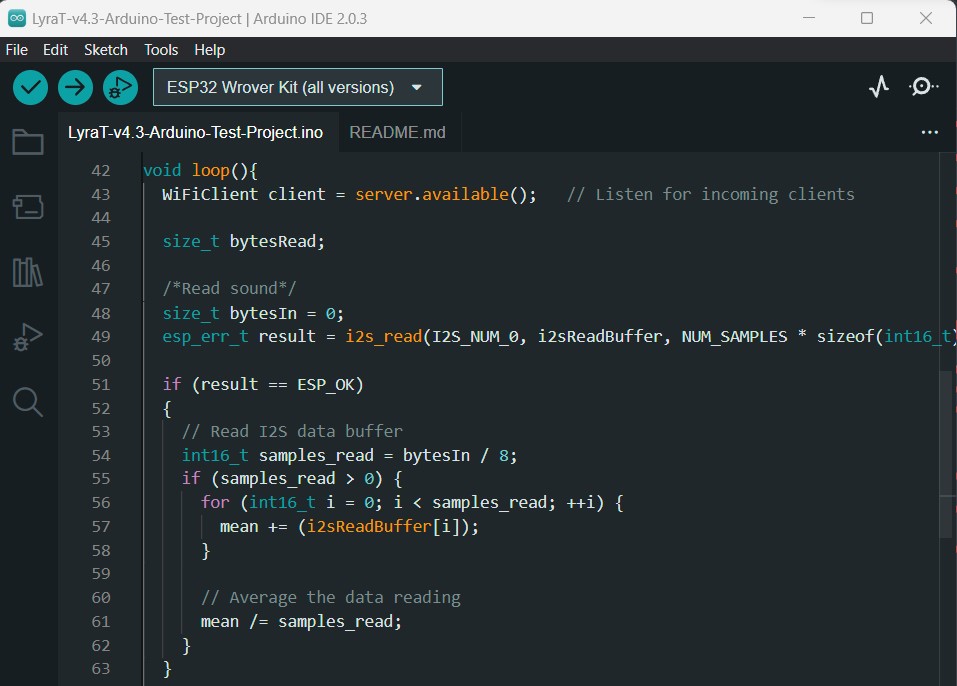 LyraT-v4.3-Arduino-Test-Project | Arduino IDE 2.0.3
File Edit Sketch Tools Help
ESP32 Wrover Kit (all versions)
LyraT-v4.3-Arduino-Test-Project.ino README.md
42 void loop(){
43 WiFiClient client = server.available(); // Listen for incoming clients
44
45 size_t bytesRead;
46
47 /*Read sound*/
48 size_t bytesIn = 0;
49 esp_err_t result = i2s_read(I2S_NUM_0, i2sReadBuffer, NUM_SAMPLES * sizeof(int16_t)
50
51 if (result == ESP_OK)
52 {
53 // Read I2S data buffer
54 int16_t samples_read = bytesIn / 8;
55 if (samples_read > 0) {
56 for (int16_t i = 0; i < samples_read; ++i) {
57 mean += (i2sReadBuffer[i]);
58 }
59
60 // Average the data reading
61 mean /= samples_read;
62 }
63 }